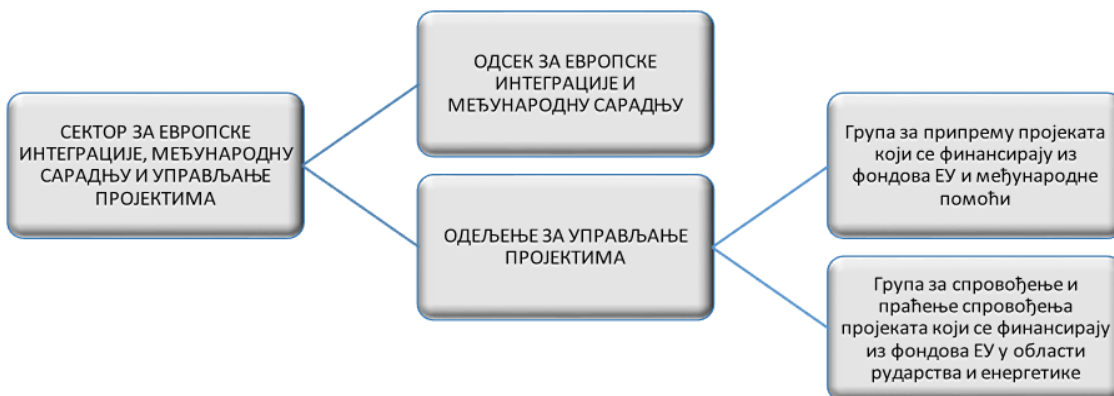 СЕКТОР ЗА ЕВРОПСКЕ
ИНТЕГРАЦИЈЕ, МЕЂУНАРОДНУ
САРАДЊУ И УПРАВЉАЊЕ
ПРОЈЕКТИМА
ОДСЕК ЗА ЕВРОПСКЕ
ИНТЕГРАЦИЈЕ И
МЕЂУНАРОДНУ САРАДЊУ
ОДЕЉЕЊЕ ЗА УПРАВЉАЊЕ
ПРОЈЕКТИМА
Група за припрему пројеката
који се финансирају из
фондова ЕУ и међународне
помоћи
Група за спровођење и
праћење спровођења
пројеката који се финансирају
из фондова ЕУ у области
рударства и енергетике